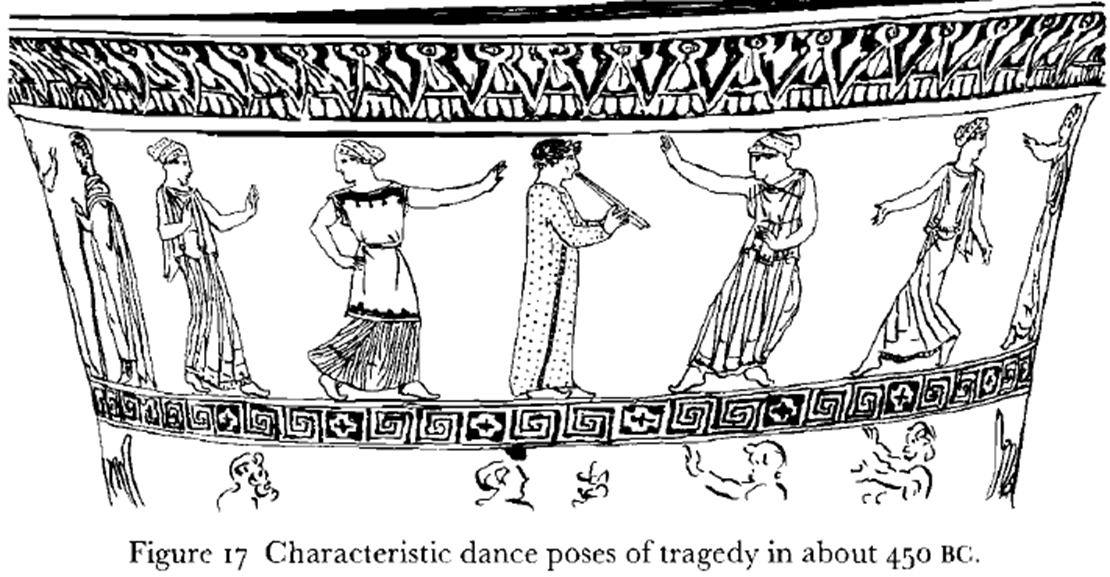 Figure 17 Characteristic dance poses of tragedy in about 450 BC.